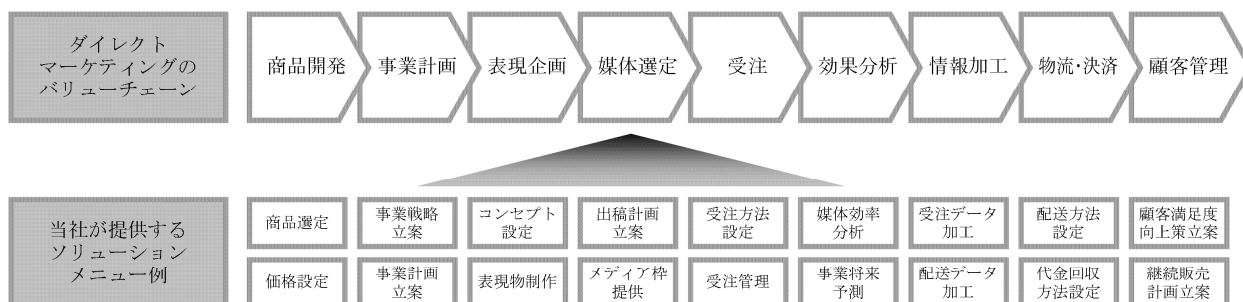 ダイレクト
マーケティングの
バリューチェーン
商品開発
事業計画
表現企画
媒体選定
受注
効果分析
情報加工
物流・決済
顧客管理
当社が提供する
ソリューション
メニュー例
商品選定
事業戦略
立案
コンセプト
設定
出稿計画
立案
受注方法
設定
媒体効率
分析
受注データ
加工
配送方法
設定
顧客満足度
向上策立案
価格設定
事業計画
立案
表現物制作
メディア枠
提供
受注管理
事業将来
予測
配送データ
加工
代金回収
方法設定
継続販売
計画立案